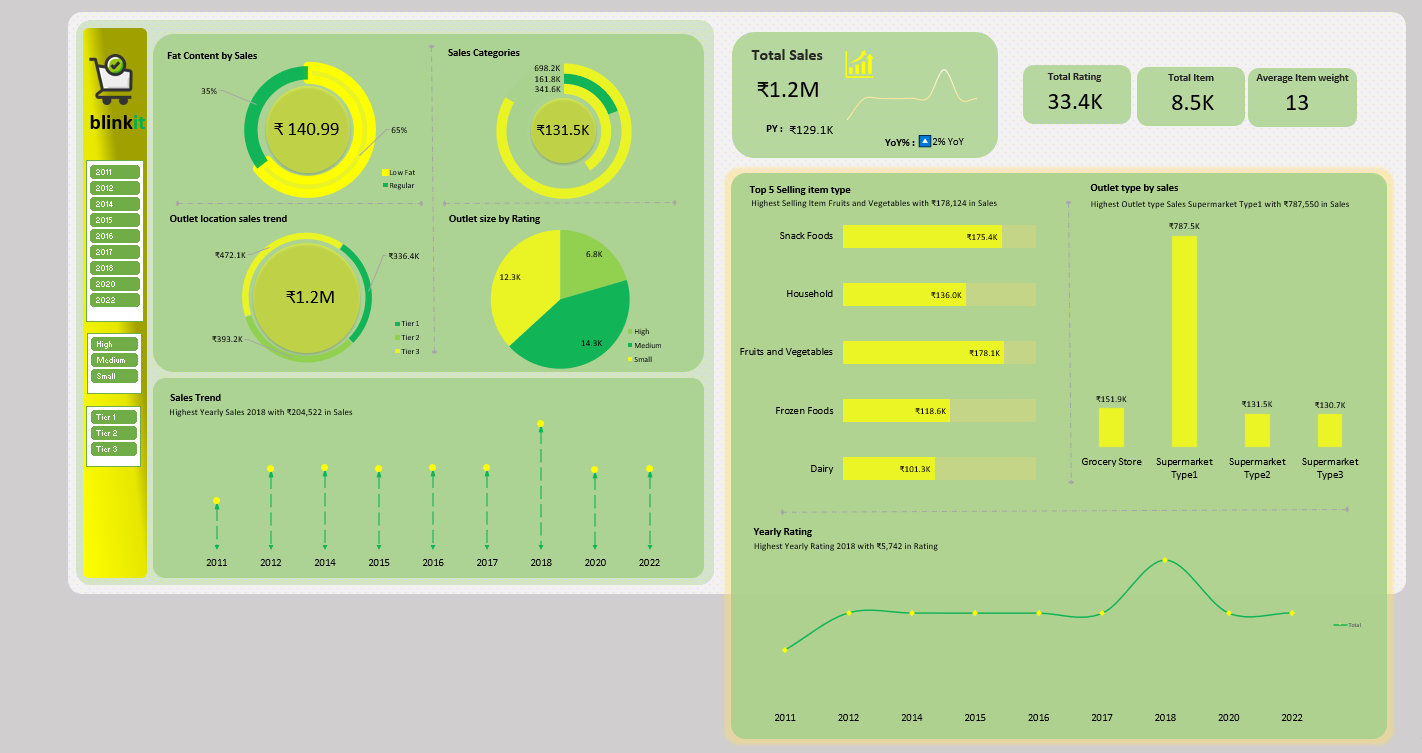 blinkit
2011
2012
2014
2015
2016
2017
2018
2020
2022
High
Medium
Small
Tier 1
Tier 2
Tier 3
Fat Content by Sales
35%
₹ 140.99
65%
Low Fat
Regular
Sales Categories
698.2K
161.8K
341.6K
₹131.5K
Outlet location sales trend
₹472.1K
₹336.4K
₹1.2M
₹393.2K
Tier 1
Tier 2
Tier 3
Outlet size by Rating
6.8K
12.3K
14.3K
High
Medium
Small
Sales Trend
Highest Yearly Sales 2018 with ₹204,522 in Sales
2011 2012 2014 2015 2016 2017 2018 2020 2022
Total Sales
₹1.2M
PY : ₹129.1K
YoY% : 2% YoY
Total Rating
33.4K
Total Item
8.5K
Average Item weight
13
Top 5 Selling item type
Highest Selling Item Fruits and Vegetables with ₹178,124 in Sales
Snack Foods ₹175.4K
Household ₹136.0K
Fruits and Vegetables ₹178.1K
Frozen Foods ₹118.6K
Dairy ₹101.3K
Outlet type by sales
Highest Outlet type Sales Supermarket Type1 with ₹787,550 in Sales
₹787.5K
₹151.9K
₹131.5K
₹130.7K
Grocery Store
Supermarket Type1
Supermarket Type2
Supermarket Type3
Yearly Rating
Highest Yearly Rating 2018 with ₹5,742 in Rating
Total
2011 2012 2014 2015 2016 2017 2018 2020 2022